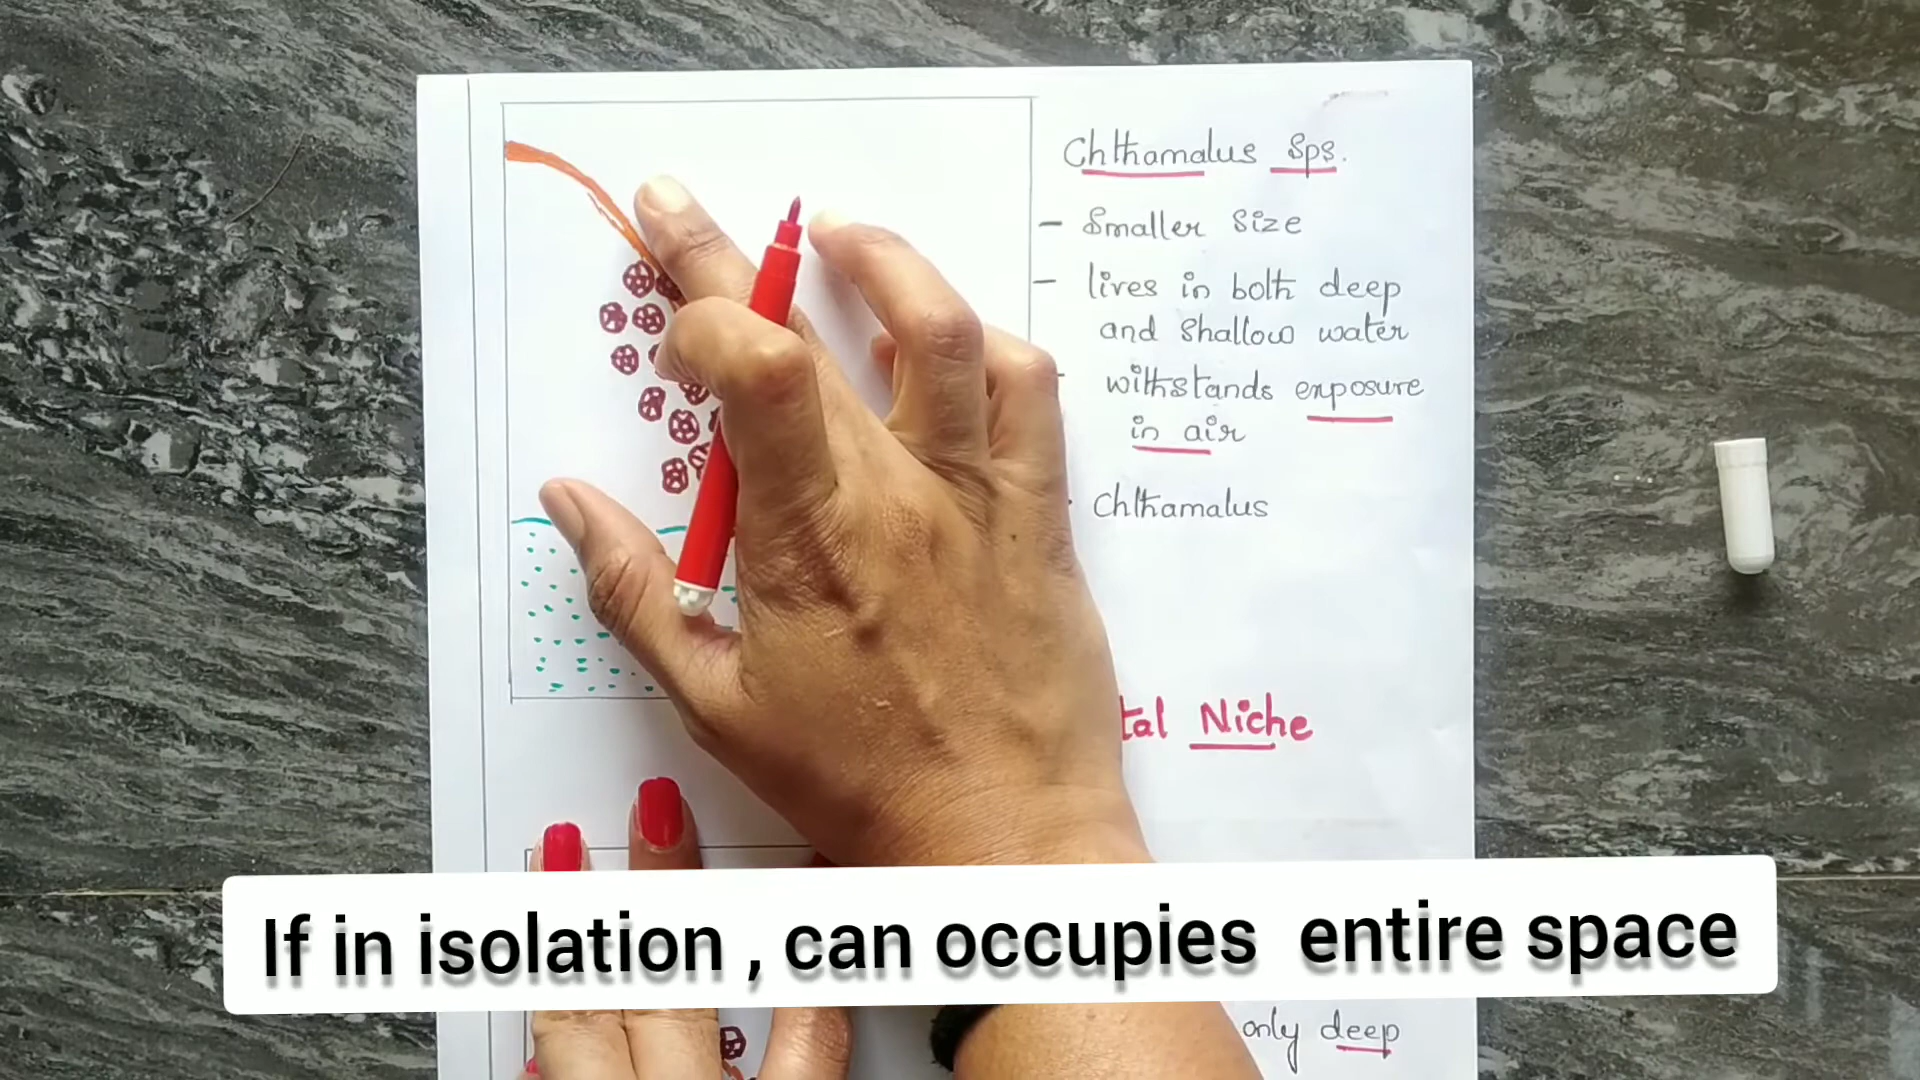 Chthamalus Sps.
- Smaller Size
- lives in both deep
and Shallow water
withstands exposure
in air
Chthamalus
tal Niche
If in isolation , can occupies entire space
only deep